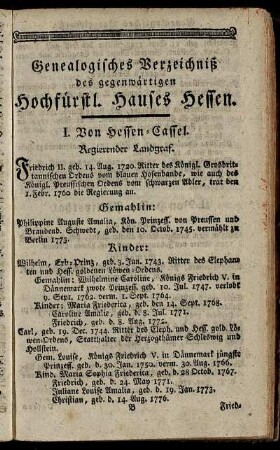 Genealogisches Verzeichniß
des gegenwärtigen
Hochfürstl. Hauses Hessen.
I. Von Hessen-Cassel.
Regierender Landgraf.
Friedrich II. geb. 14. Aug. 1720. Ritter des Königl. Grosbrit-
tannischen Ordens vom blauen Hosenbande, wie auch des
Königl. Preussischen Ordens vom schwarzen Adler, trat den
1. Febr. 1760 die Regierung an.
Gemahlin:
Philippine Auguste Amalia, Kön. Prinzess. von Preussen und
Brandenb. Schwedt, geb. den 10. Octobr. 1745. vermählt zu
Berlin 1773.
Kinder:
Wilhelm, Erb-Prinz, geb. 3. Jun. 1743. Ritter des Elephan-
ten und Hess. goldenen Löwen-Ordens.
Gemahlin: Wilhelmine Caroline, Königs Friedrich V. in
Dännemark zwote Prinzess. geb. d. 10. Jul. 1747. verlobt
9. Sept. 1762. verm. 1. Sept. 1764.
Kinder: Maria Friederica, geb. den 14. Sept. 1768.
Caroline Amalie, geb. d. 8. Jul. 1771.
Friedrich, geb. d. 8. Aug. 1772.
Carl, geb. 19. Dec. 1744. Ritter des Eleph. und Hess. gold. Lö-
wen-Ordens, Statthalter der Herzogthümer Schleswig und
Hollstein.
Gem. Louise, Königs Friedrich V. in Dännemark jüngste
Prinzess. geb. d. 30. Jan. 1750. verm. 30. Aug. 1766.
Kind. Maria Sophia Friederica, geb. d. 28. Octob. 1767.
Friedrich, geb. d. 24. May 1771.
Juliane Louise Amalia, geb. d. 19. Jan. 1773.
Christian, geb. d. 14. Aug. 1776.
B Fried-